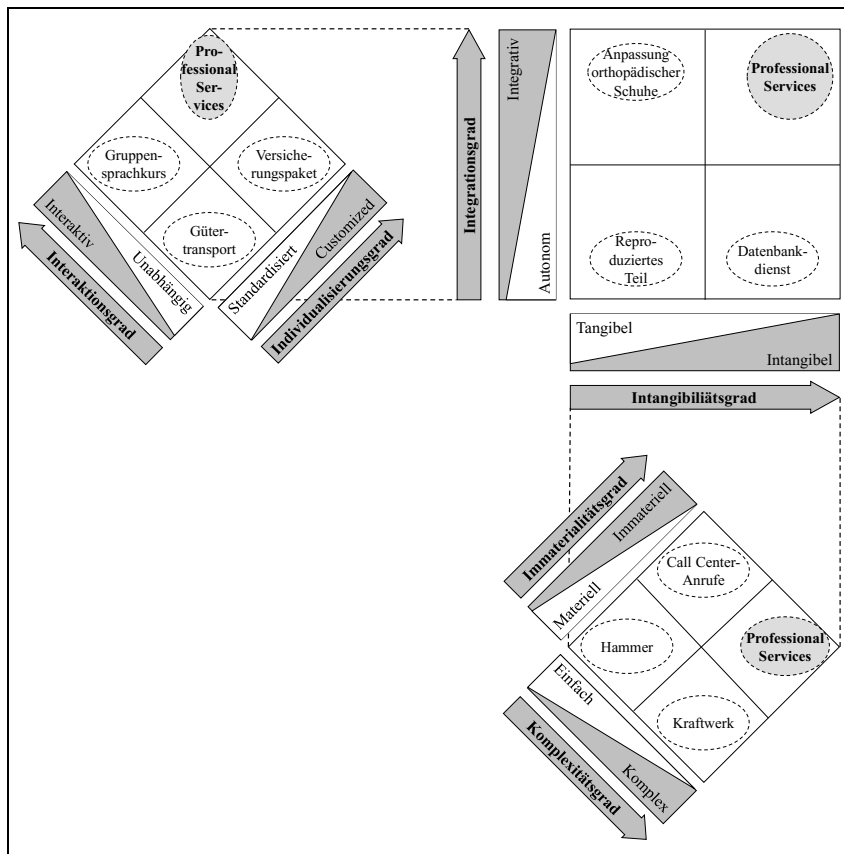 Pro-
fessional
Ser-
vices
Gruppen-
sprachkurs
Versiche-
rungspaket
Güter-
transport
Interaktiv
Unabhängig
Interaktionsgrad
Standardisiert
Customized
Individualisierungsgrad
Integrationsgrad
Integrativ
Autonom
Anpassung
orthopädischer
Schuhe
Professional
Services
Repro-
duziertes
Teil
Datenbank-
dienst
Tangibel
Intangibel
Intangibiliätsgrad
Immaterialitätsgrad
Immateriell
Materiell
Call Center-
Anrufe
Hammer
Professional
Services
Kraftwerk
Einfach
Komplex
Komplexitätsgrad